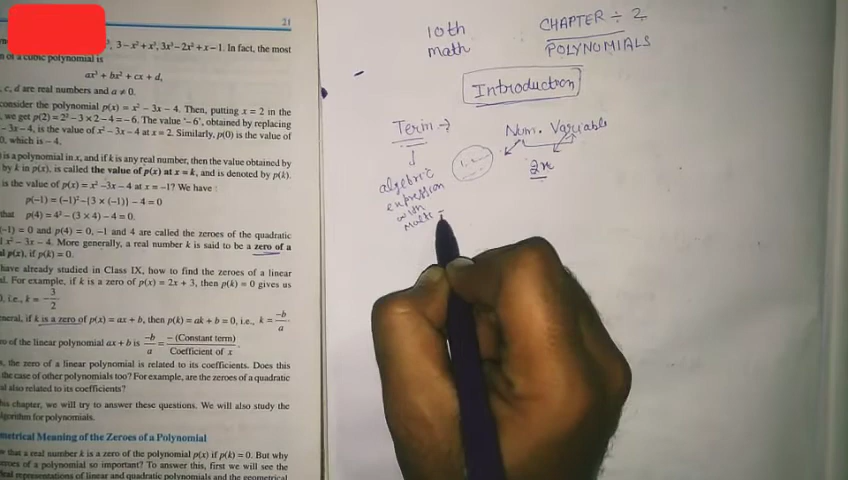 21
, 3−x²+x³, 3x³−2x²+x−1. In fact, the most
of a cubic polynomial is
ax³ + bx² + cx + d,
, c, d are real numbers and a ≠ 0.
consider the polynomial p(x) = x² − 3x − 4. Then, putting x = 2 in the
we get p(2) = 2² − 3 × 2 − 4 = − 6. The value '− 6', obtained by replacing
− 3x − 4, is the value of x² − 3x − 4 at x = 2. Similarly, p(0) is the value of
0, which is − 4.
) is a polynomial in x, and if k is any real number, then the value obtained by
by k in p(x), is called the value of p(x) at x = k, and is denoted by p(k).
is the value of p(x) = x² −3x − 4 at x = −1? We have :
p(−1) = (−1)² −{3 × (−1)} − 4 = 0
that p(4) = 4² − (3 × 4) − 4 = 0.
(−1) = 0 and p(4) = 0, −1 and 4 are called the zeroes of the quadratic
x² − 3x − 4. More generally, a real number k is said to be a zero of a
p(x), if p(k) = 0.
have already studied in Class IX, how to find the zeroes of a linear
For example, if k is a zero of p(x) = 2x + 3, then p(k) = 0 gives us
0, i.e., k = −3/2
if k is a zero of p(x) = ax + b, then p(k) = ak + b = 0, i.e., k = −b/a.
of the linear polynomial ax + b is −b/a = −(Constant term)/Coefficient of x.
, the zero of a linear polynomial is related to its coefficients. Does this
the case of other polynomials too? For example, are the zeroes of a quadratic
also related to its coefficients?
this chapter, we will try to answer these questions. We will also study the
for polynomials.
Meaning of the Zeroes of a Polynomial
that a real number k is a zero of the polynomial p(x) if p(k) = 0. But why
zeroes of a polynomial so important? To answer this, first we will see the
representations of linear and quadratic polynomials and the geometrical
10th
math
CHAPTER ÷ 2
POLYNOMIALS
Introduction
Term →
Num. Variable
2x
algebric
expression
with